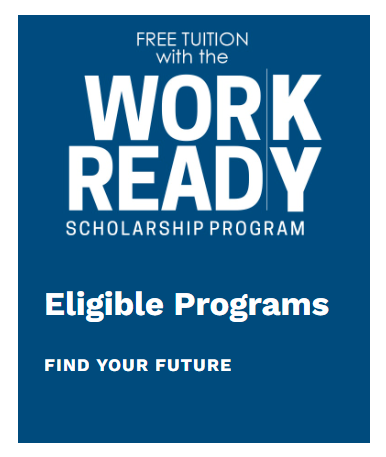 FREE TUITION
with the
WORK
READY
SCHOLARSHIP PROGRAM
Eligible Programs
FIND YOUR FUTURE